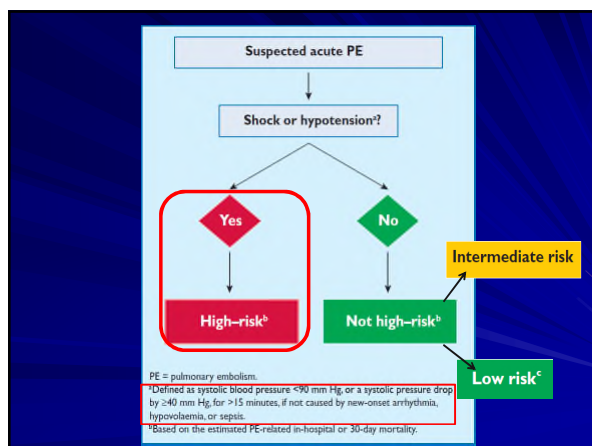 Suspected acute PE
Shock or hypotensionᵃ?
Yes
No
Intermediate risk
High–riskᵇ
Not high–riskᵇ
Low riskᶜ
PE = pulmonary embolism.
ᵃDefined as systolic blood pressure <90 mm Hg, or a systolic pressure drop
by ≥40 mm Hg, for >15 minutes, if not caused by new-onset arrhythmia,
hypovolaemia, or sepsis.
ᵇBased on the estimated PE-related in-hospital or 30-day mortality.